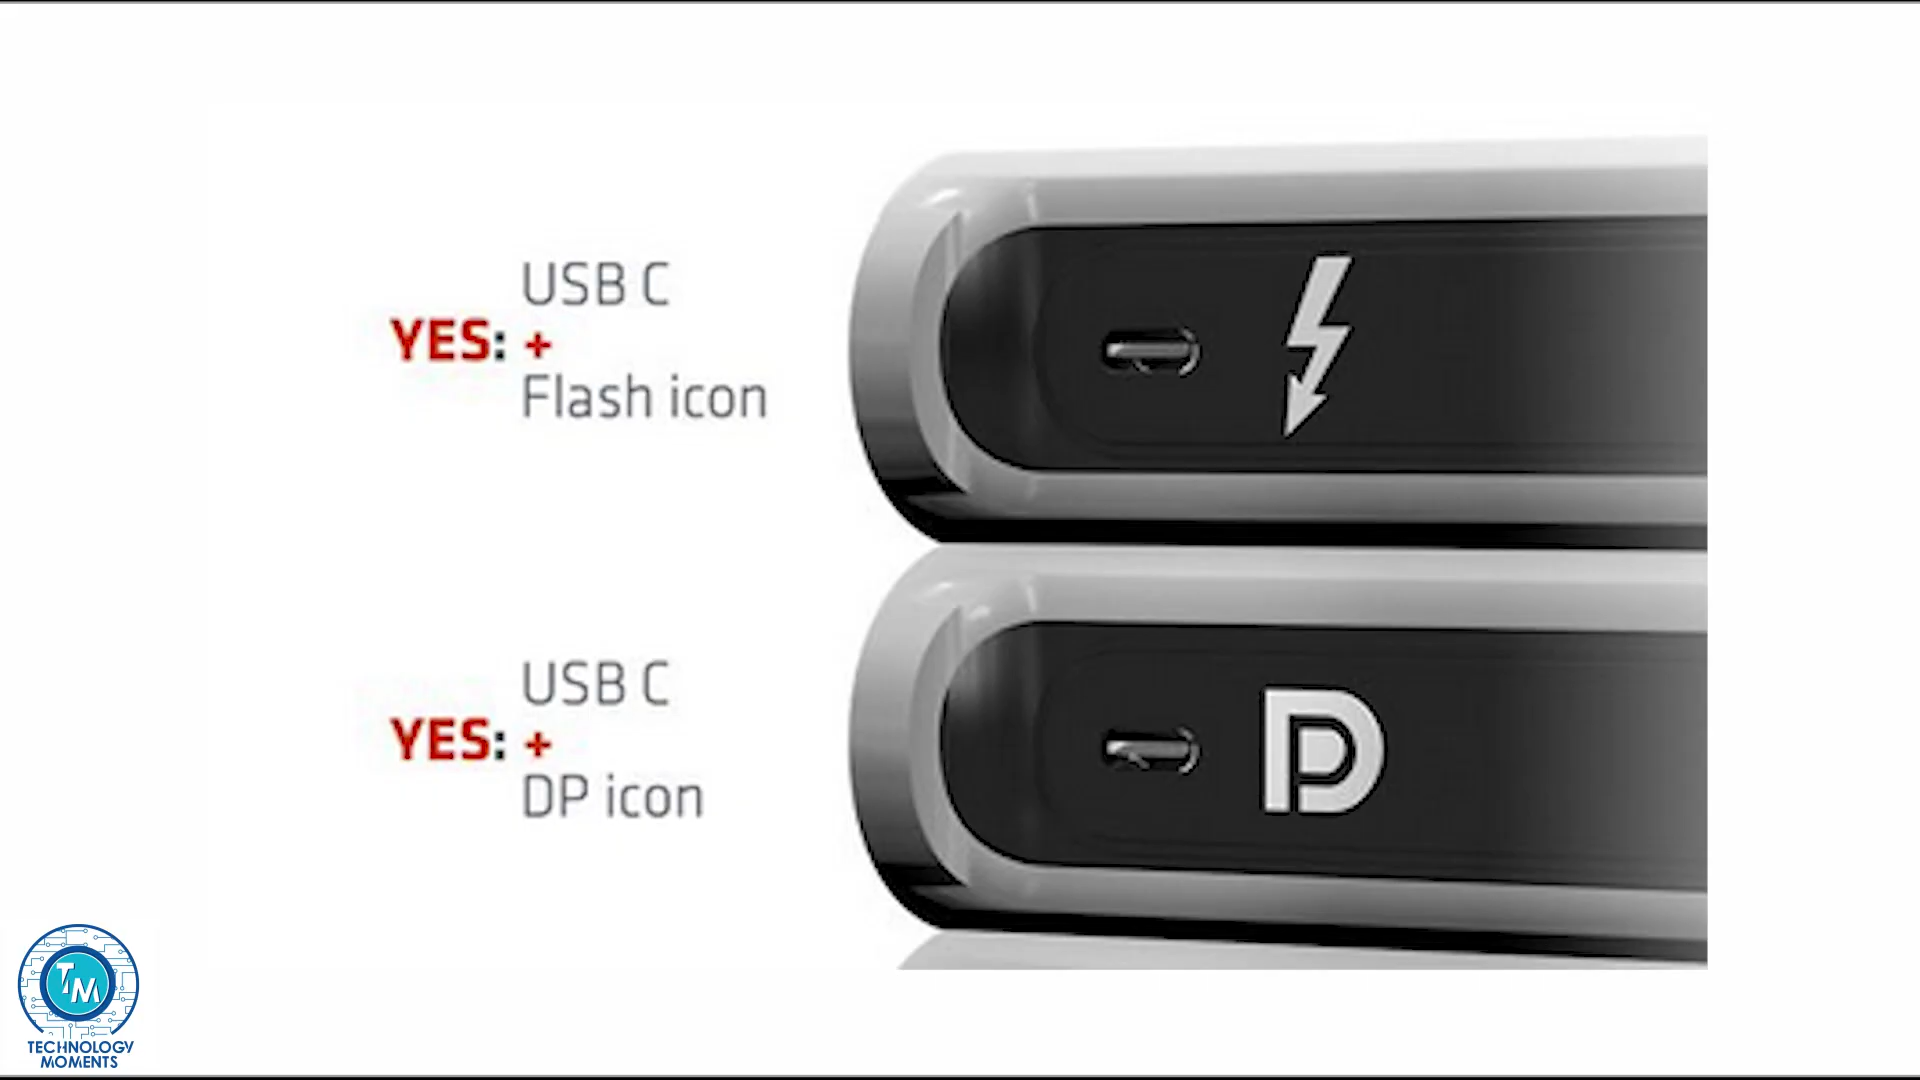 USB C
YES: +
Flash icon
USB C
YES: +
DP icon
TM
TECHNOLOGY
MOMENTS